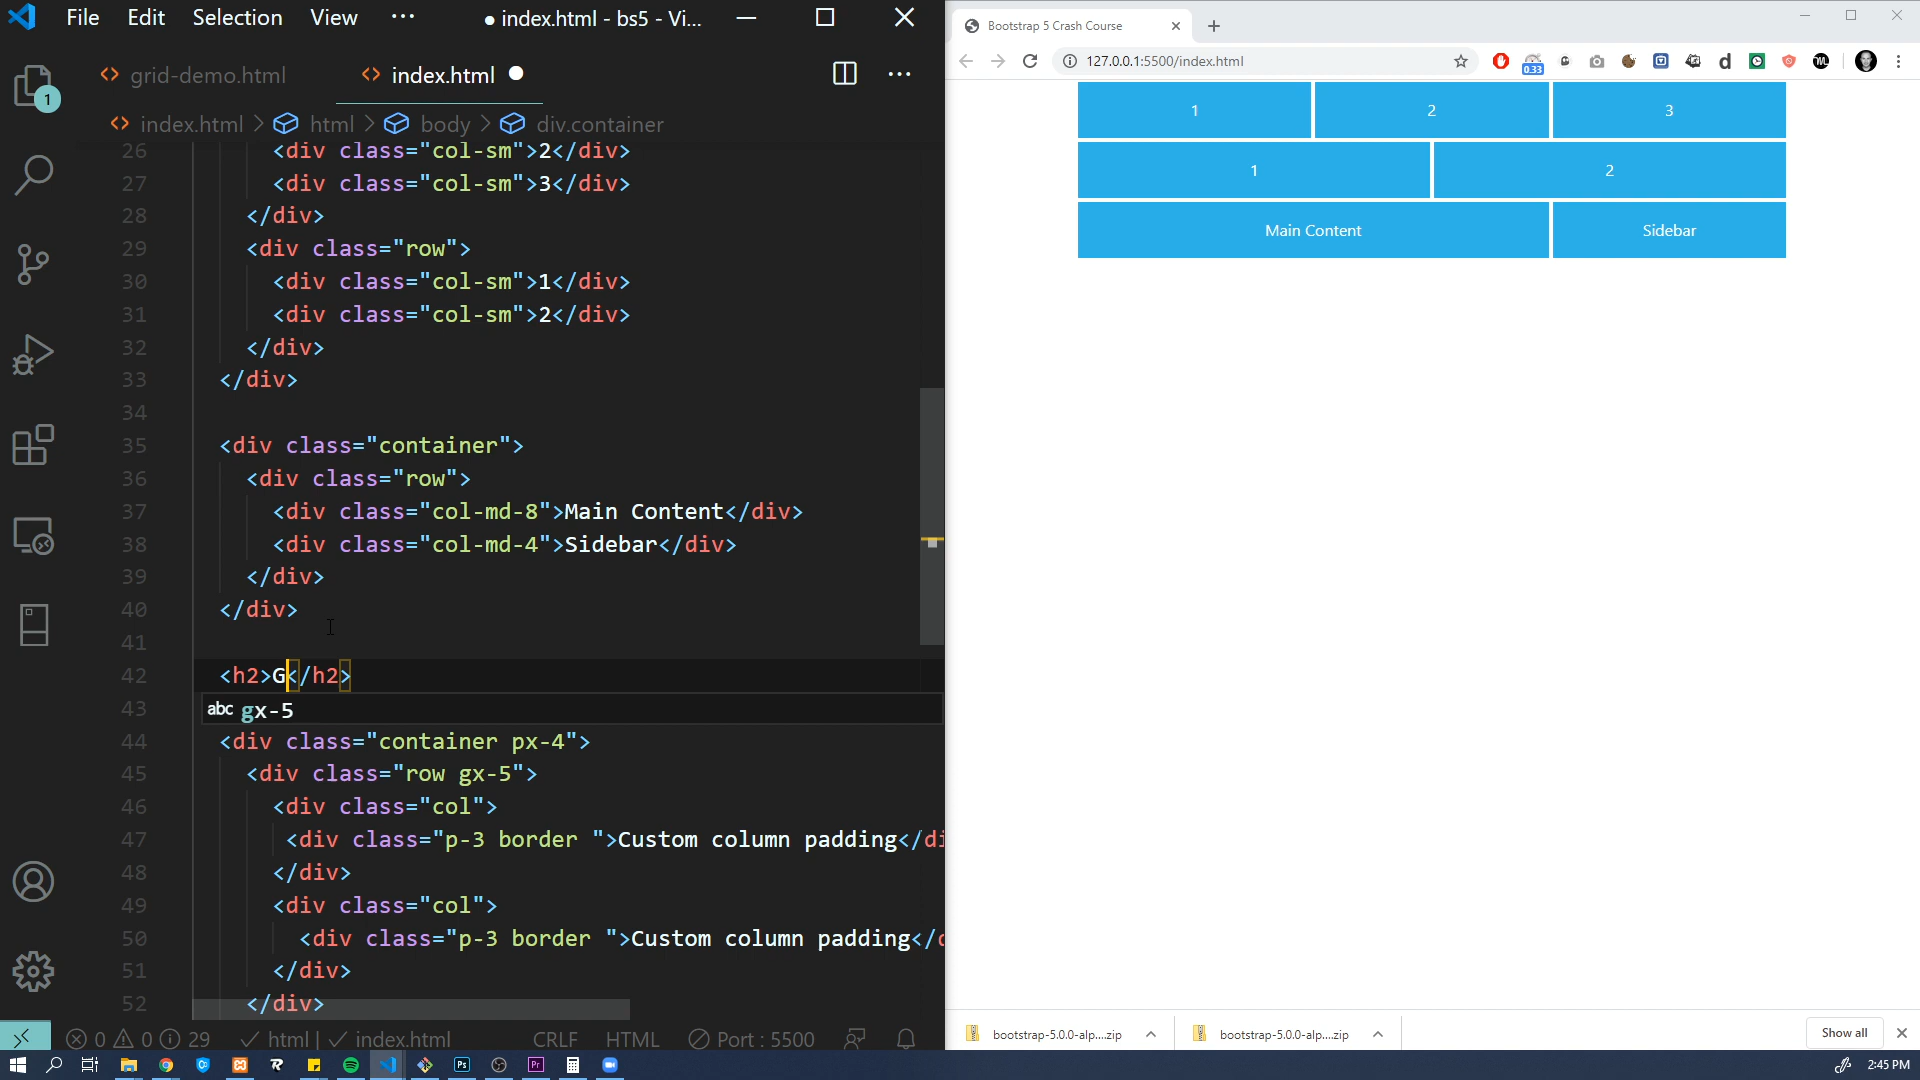 File Edit Selection View ··· ● index.html - bs5 - Vi...
grid-demo.html index.html ●
index.html > html > body > div.container
26 <div class="col-sm">2</div>
27 <div class="col-sm">3</div>
28 </div>
29 <div class="row">
30 <div class="col-sm">1</div>
31 <div class="col-sm">2</div>
32 </div>
33 </div>
34
35 <div class="container">
36 <div class="row">
37 <div class="col-md-8">Main Content</div>
38 <div class="col-md-4">Sidebar</div>
39 </div>
40 </div>
41
42 <h2>G</h2>
43 abc gx-5
44 <div class="container px-4">
45 <div class="row gx-5">
46 <div class="col">
47 <div class="p-3 border ">Custom column padding</di
48 </div>
49 <div class="col">
50 <div class="p-3 border ">Custom column padding</d
51 </div>
52 </div>
1
0 0 29 html | index.html CRLF HTML Port : 5500
Bootstrap 5 Crash Course
127.0.0.1:5500/index.html
0.33
1 2 3
1 2
Main Content Sidebar
bootstrap-5.0.0-alp....zip bootstrap-5.0.0-alp....zip Show all
Ps Pr 2:45 PM